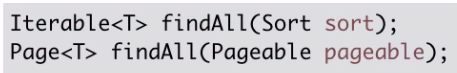 Iterable<T> findAll(Sort sort);
Page<T> findAll(Pageable pageable);